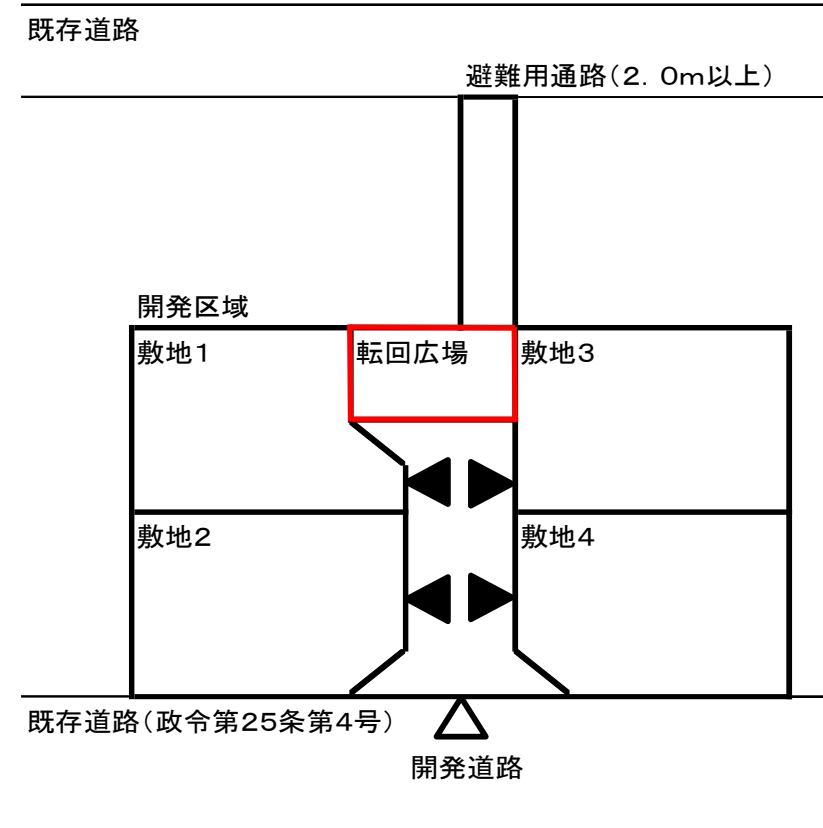 既存道路
避難用通路(2.0m以上)
開発区域
敷地1
転回広場
敷地3
敷地2
敷地4
既存道路(政令第25条第4号)
開発道路